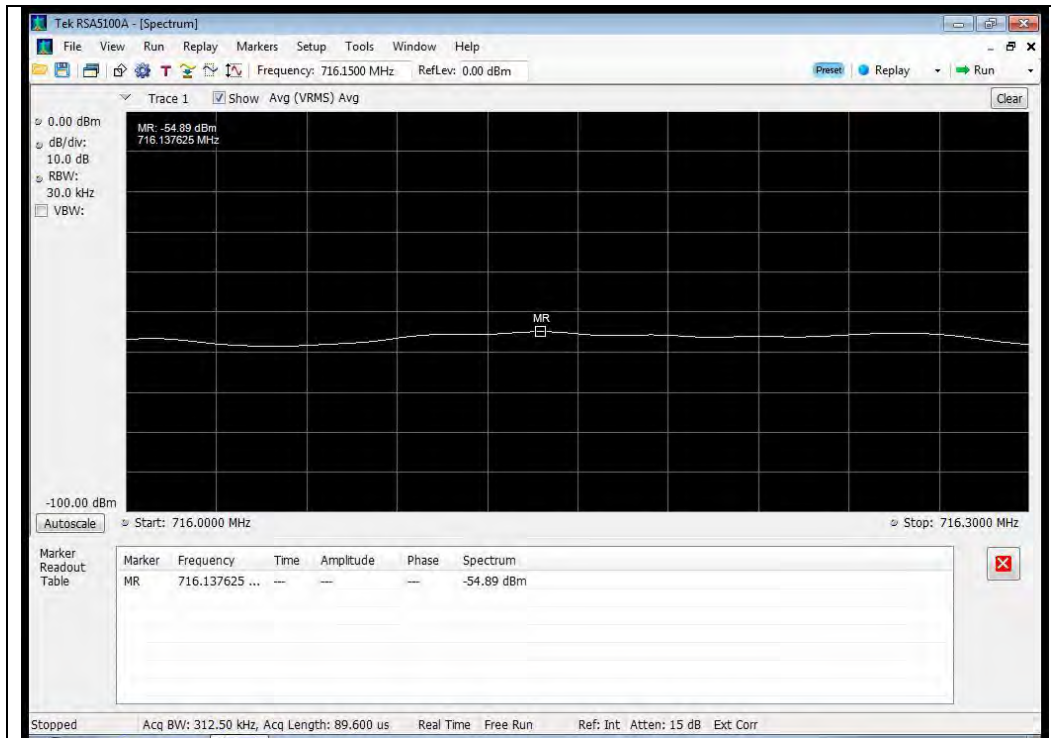 Tek RSA5100A - [Spectrum]
File View Run Replay Markers Setup Tools Window Help
Frequency: 716.1500 MHz RefLev: 0.00 dBm Preset Replay Run
Trace 1 Show Avg (VRMS) Avg Clear
0.00 dBm
dB/div:
10.0 dB
RBW:
30.0 kHz
VBW:
MR: -54.89 dBm
716.137625 MHz
MR
-100.00 dBm
Autoscale Start: 716.0000 MHz Stop: 716.3000 MHz
Marker
Readout
Table
Marker Frequency Time Amplitude Phase Spectrum
MR 716.137625 ... --- --- --- -54.89 dBm
Stopped Acq BW: 312.50 kHz, Acq Length: 89.600 us Real Time Free Run Ref: Int Atten: 15 dB Ext Corr